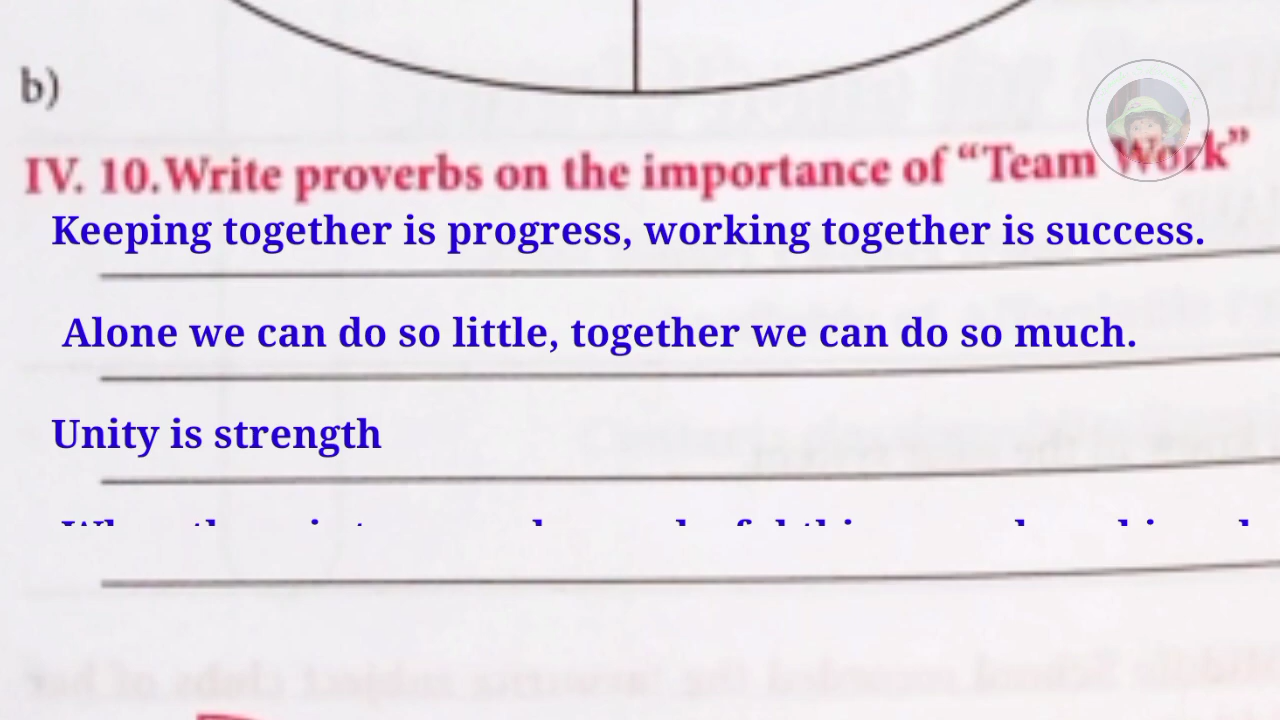 b)
IV. 10.Write proverbs on the importance of “Team Work”
Keeping together is progress, working together is success.
Alone we can do so little, together we can do so much.
Unity is strength